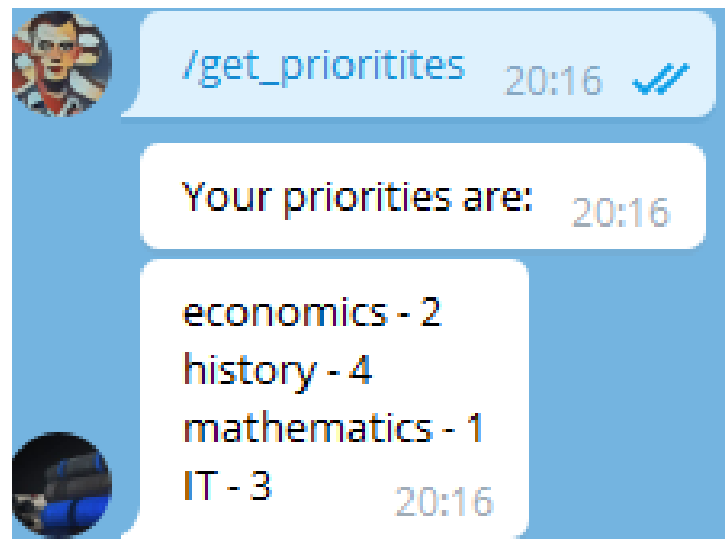 /get_prioritites 20:16
Your priorities are: 20:16
economics - 2
history - 4
mathematics - 1
IT - 3 20:16